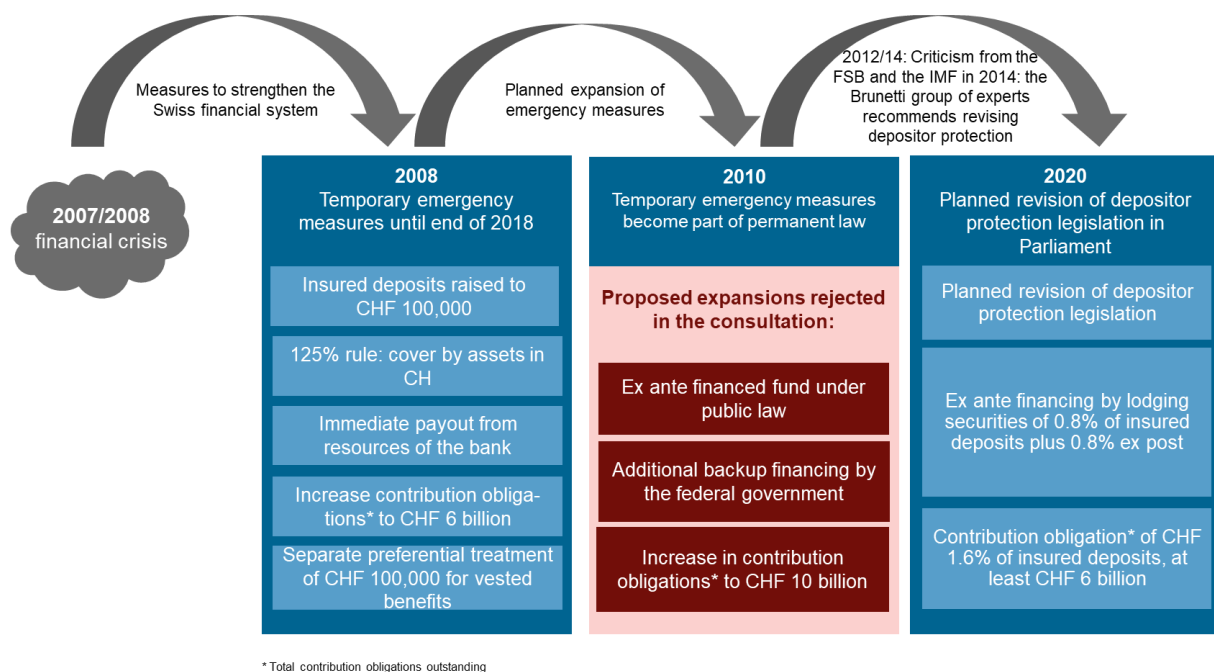 Measures to strengthen the
Swiss financial system
Planned expansion of
emergency measures
2012/14: Criticism from the
FSB and the IMF in 2014: the
Brunetti group of experts
recommends revising
depositor protection
2007/2008
financial crisis
2008
Temporary emergency
measures until end of 2018
Insured deposits raised to
CHF 100,000
125% rule: cover by assets in
CH
Immediate payout from
resources of the bank
Increase contribution obliga-
tions* to CHF 6 billion
Separate preferential treatment
of CHF 100,000 for vested
benefits
2010
Temporary emergency measures
become part of permanent law
Proposed expansions rejected
in the consultation:
Ex ante financed fund under
public law
Additional backup financing by
the federal government
Increase in contribution
obligations* to CHF 10 billion
2020
Planned revision of depositor
protection legislation in
Parliament
Planned revision of depositor
protection legislation
Ex ante financing by lodging
securities of 0.8% of insured
deposits plus 0.8% ex post
Contribution obligation* of CHF
1.6% of insured deposits, at
least CHF 6 billion
* Total contribution obligations outstanding